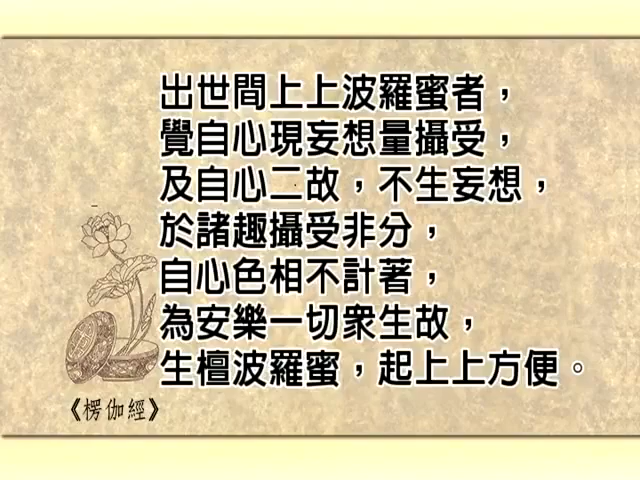 出世間上上波羅蜜者，
覺自心現妄想量攝受，
及自心二故，不生妄想，
於諸趣攝受非分，
自心色相不計著，
為安樂一切眾生故，
生檀波羅蜜，起上上方便。
《楞伽經》